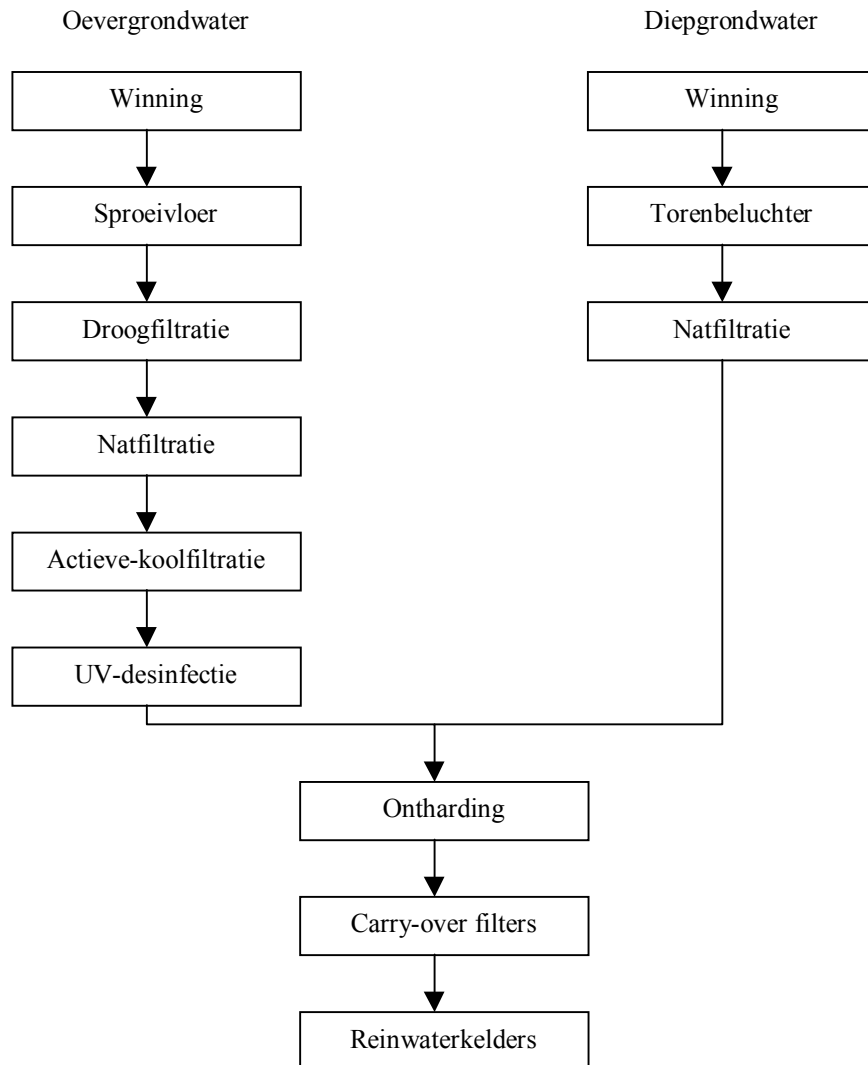 Oevergrondwater
Diepgrondwater
Winning
Winning
Sproeivloer
Torenbeluchter
Droogfiltratie
Natfiltratie
Natfiltratie
Actieve-koolfiltratie
UV-desinfectie
Ontharding
Carry-over filters
Reinwaterkelders